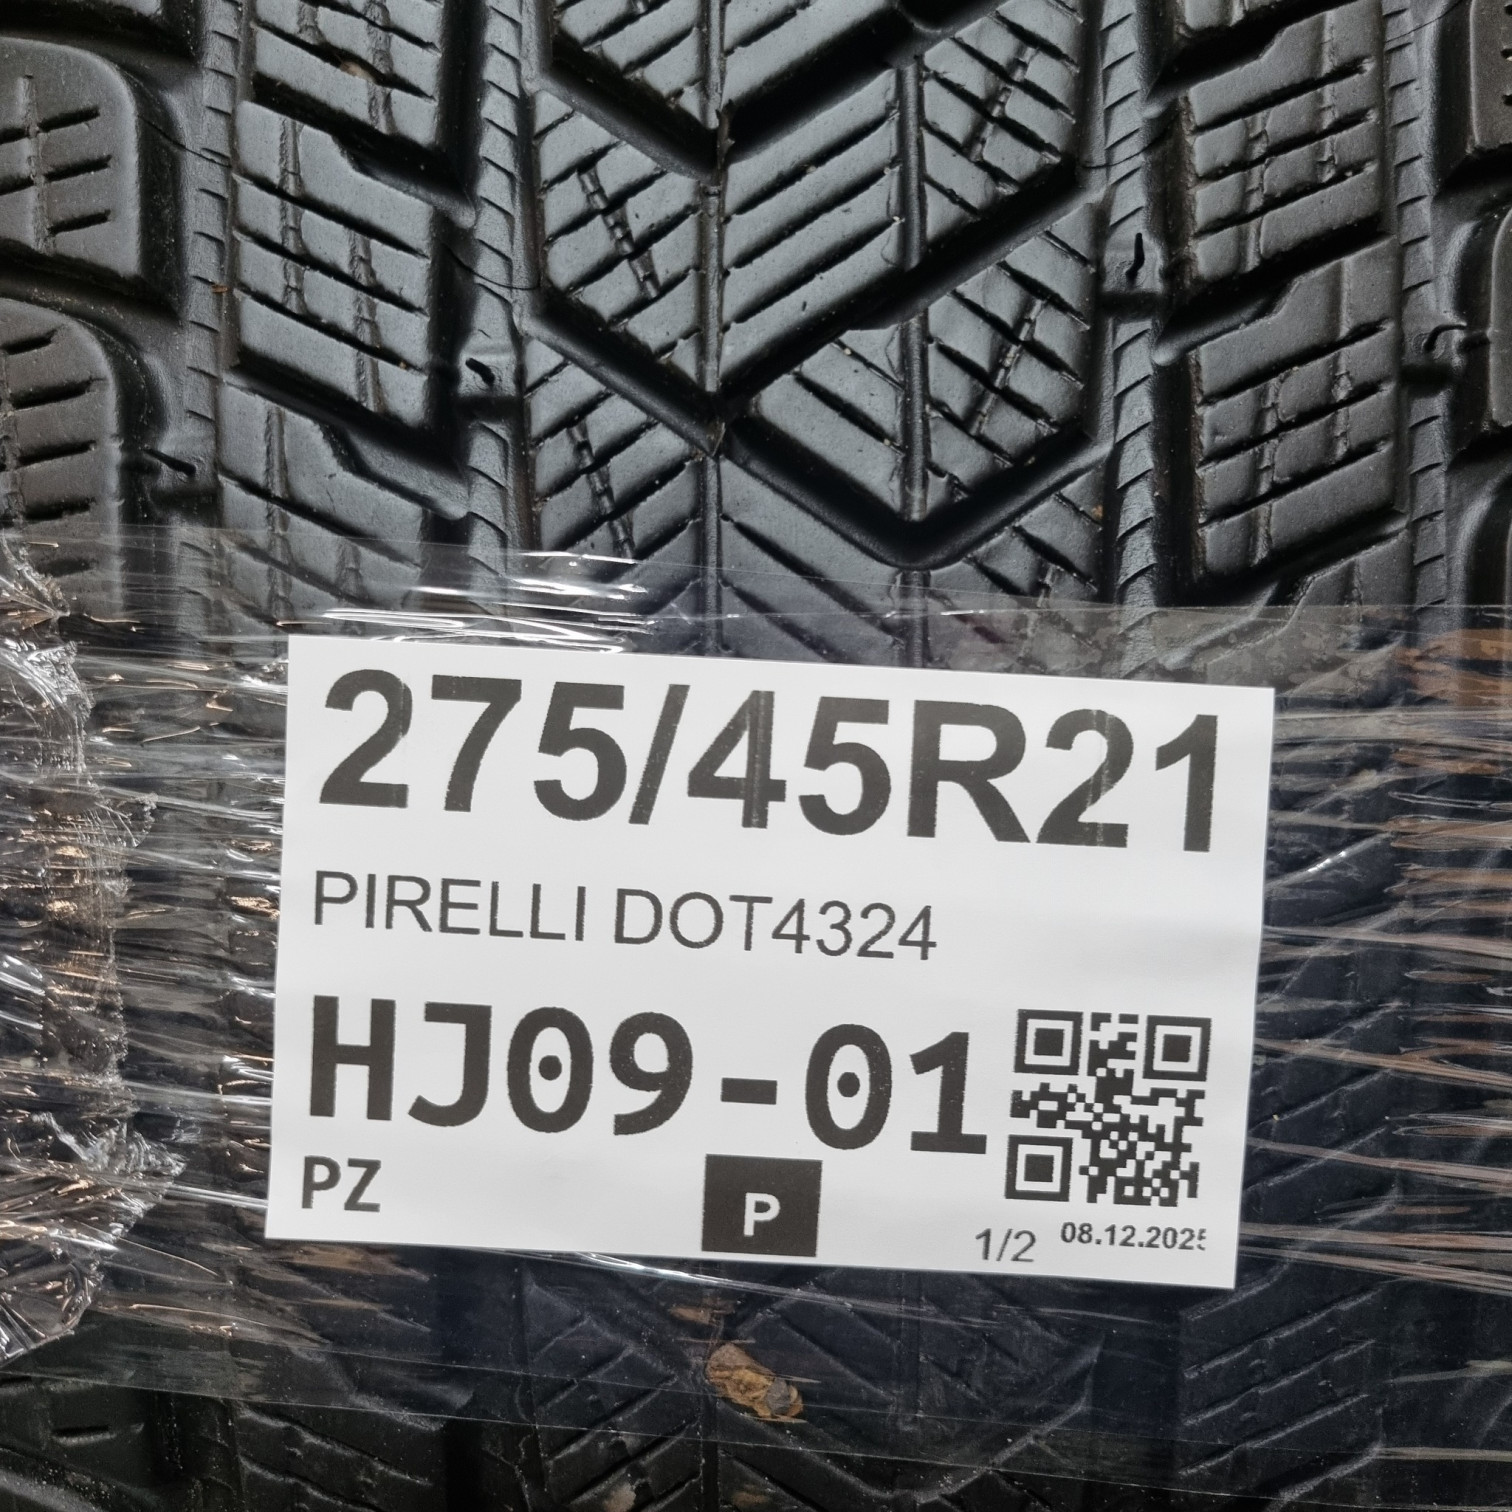 275/45R21
PIRELLI DOT4324
HJ09-01
PZ
P
1/2 08.12.2025